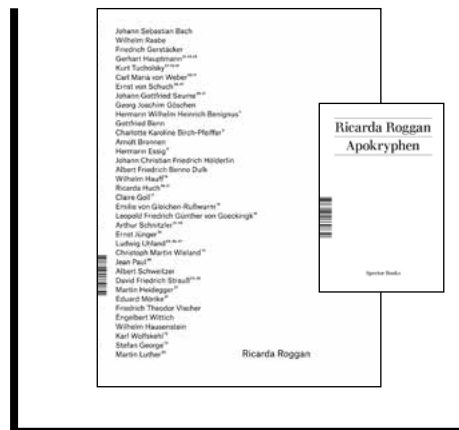 Johann Sebastian Bach
Wilhelm Raabe
Friedrich Gerstäcker
Gerhart Hauptmann
Kurt Tucholsky
Carl Maria von Weber
Ernst von Schuch
Johann Gottfried Seume
Georg Joachim Göschen
Hermann Wilhelm Heinrich Benignus
Gottfried Benn
Charlotte Karoline Birch-Pfeiffer
Arnolt Bronnen
Hermann Essig
Johann Christian Friedrich Hölderlin
Albert Friedrich Benno Dulk
Wilhelm Hauff
Ricarda Huch
Claire Goll
Emilie von Gleichen-Rußwurm
Leopold Friedrich Günther von Goeckingk
Arthur Schnitzler
Ernst Jünger
Ludwig Uhland
Christoph Martin Wieland
Jean Paul
Albert Schweitzer
David Friedrich Strauß
Martin Heidegger
Eduard Mörike
Friedrich Theodor Vischer
Engelbert Wittich
Wilhelm Hausenstein
Karl Wolfskehl
Stefan George
Martin Luther
Ricarda Roggan
Ricarda Roggan
Apokryphen
Spector Books